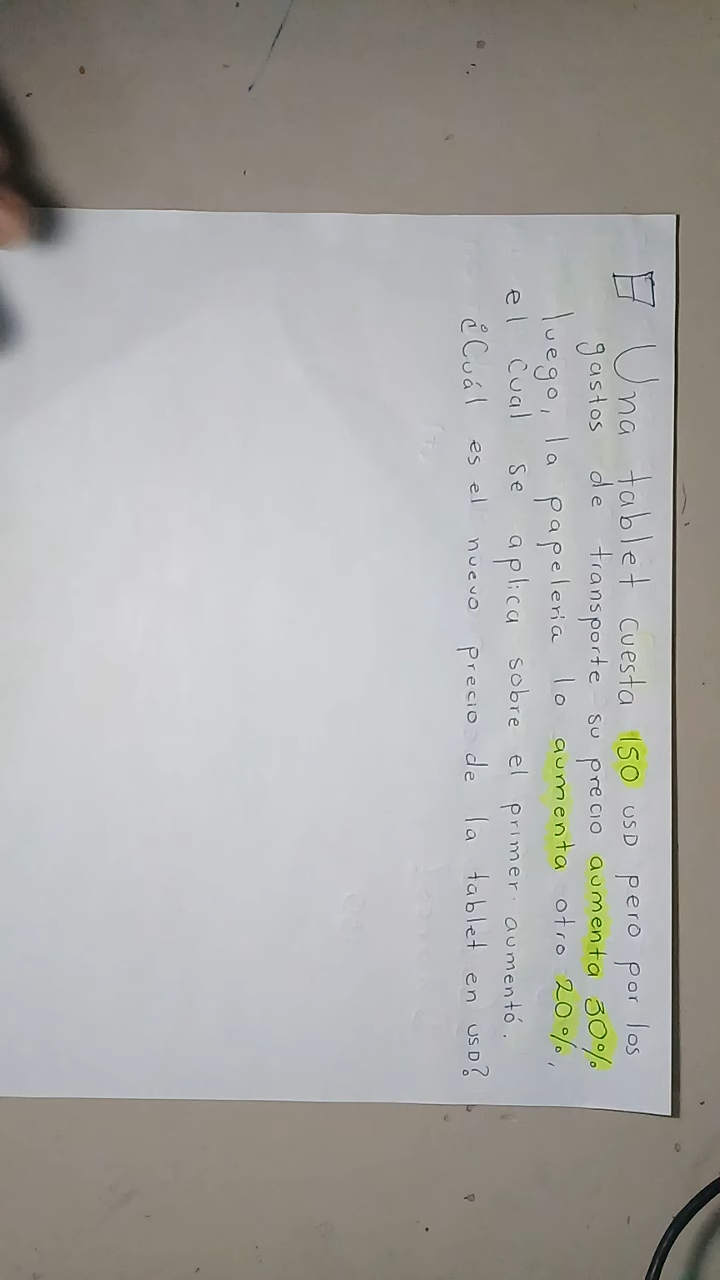 Una tablet cuesta 150 USD pero por los
gastos de transporte su precio aumenta 30%
luego, la papeleria lo aumenta otro 20%,
el cual se aplica sobre el primer aumentó.
¿Cuál es el nuevo precio de la tablet en USD?